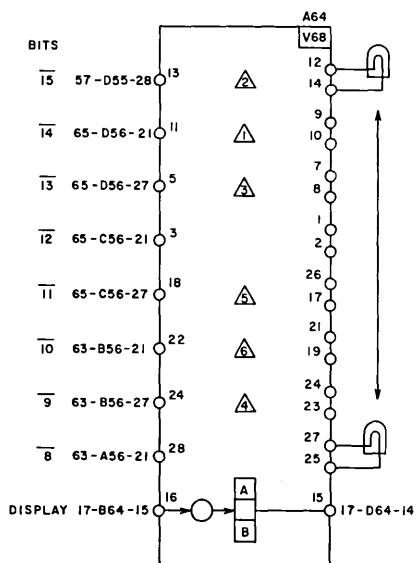 A64
V68
BITS
12
15 57-D55-28 13 2 14
14 65-D56-21 11 1 9
10
13 65-D56-27 5 3 7
8
12 65-C56-21 3 1
2
11 65-C56-27 18 5 26
17
10 63-B56-21 22 6 21
19
9 63-B56-27 24 4 24
23
8 63-A56-21 28 27
25
DISPLAY 17-B64-15 16 A B 15 17-D64-14